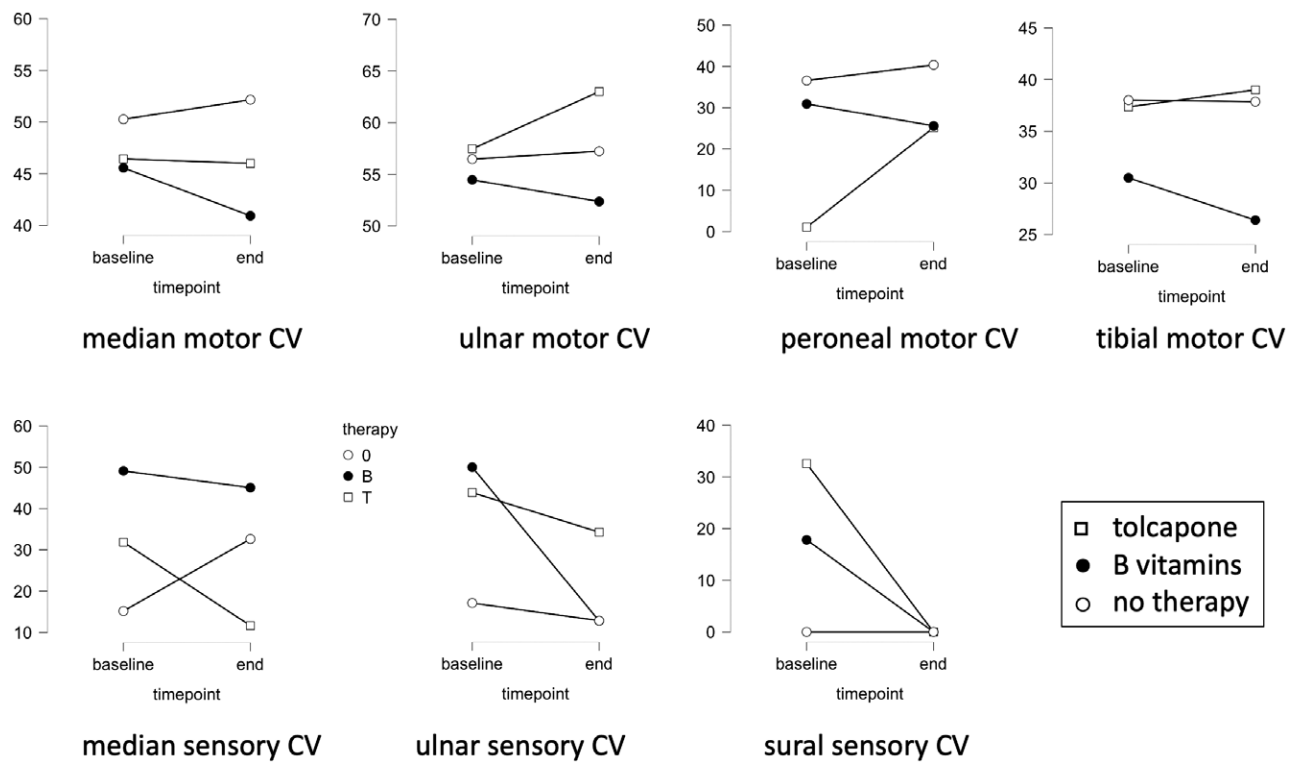 60
50
40
baseline end
timepoint
median motor CV
70
65
60
55
50
baseline end
timepoint
ulnar motor CV
50
40
30
20
10
0
baseline end
timepoint
peroneal motor CV
45
40
35
30
25
baseline end
timepoint
tibial motor CV
60
50
40
30
20
10
baseline end
timepoint
median sensory CV
therapy
0
B
T
baseline end
timepoint
ulnar sensory CV
40
30
20
10
0
baseline end
timepoint
sural sensory CV
tolcapone
B vitamins
no therapy